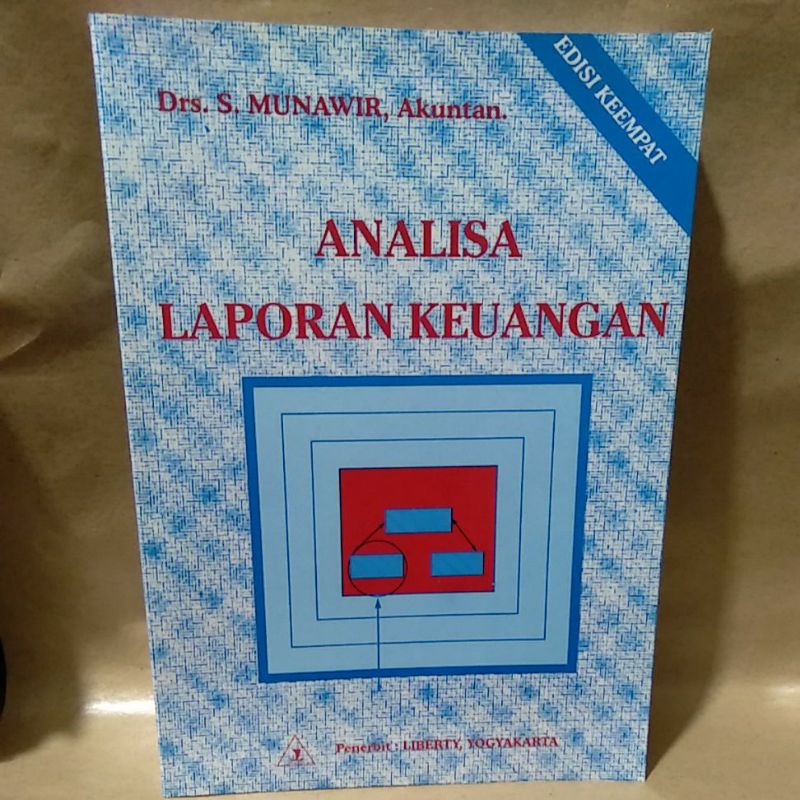 EDISI KEEMPAT
Drs. S. MUNAWIR, Akuntan.
ANALISA
LAPORAN KEUANGAN
Penerbit : LIBERTY, YOGYAKARTA